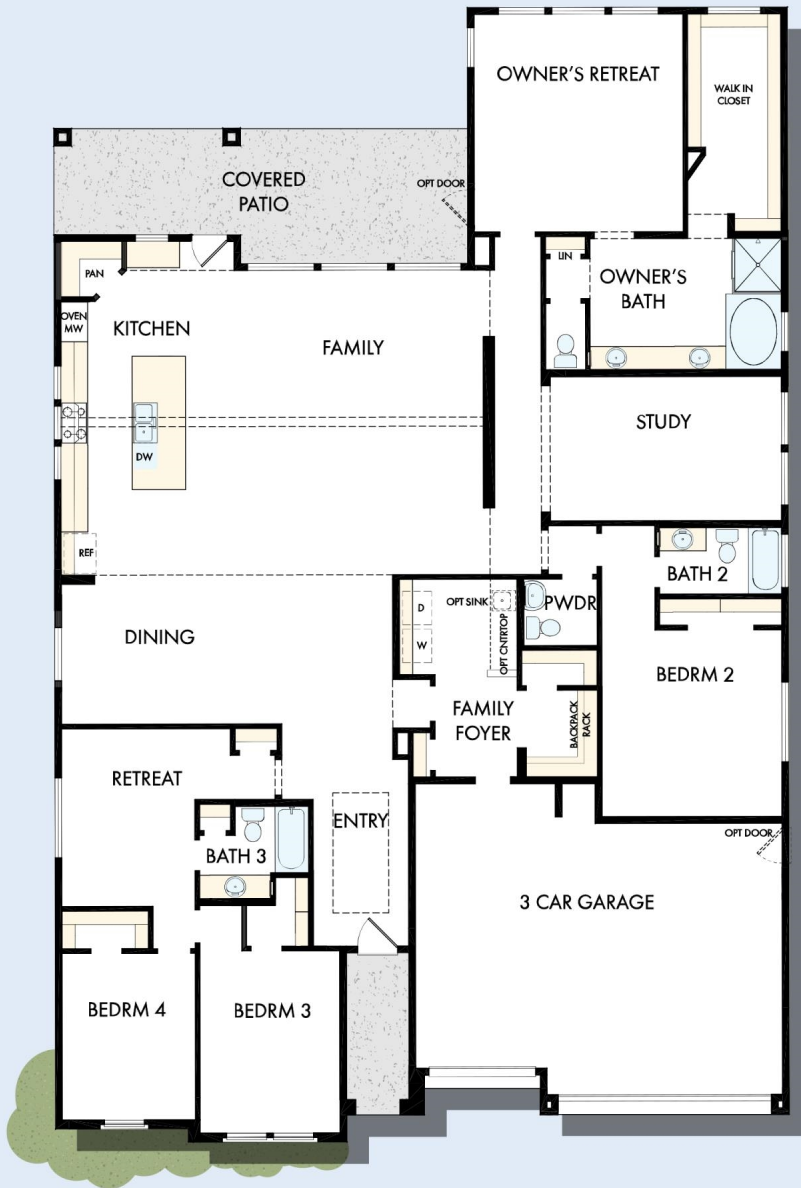 OWNER'S RETREAT
WALK IN
CLOSET
COVERED
PATIO
OPT DOOR
PAN
LIN
OWNER'S
BATH
OVEN
MW
KITCHEN
FAMILY
STUDY
DW
REF
BATH 2
D
W
OPT SINK
OPT CNTRTOP
PWDR
DINING
BEDRM 2
FAMILY
FOYER
BACKPACK
RACK
RETREAT
ENTRY
OPT DOOR
BATH 3
3 CAR GARAGE
BEDRM 4
BEDRM 3